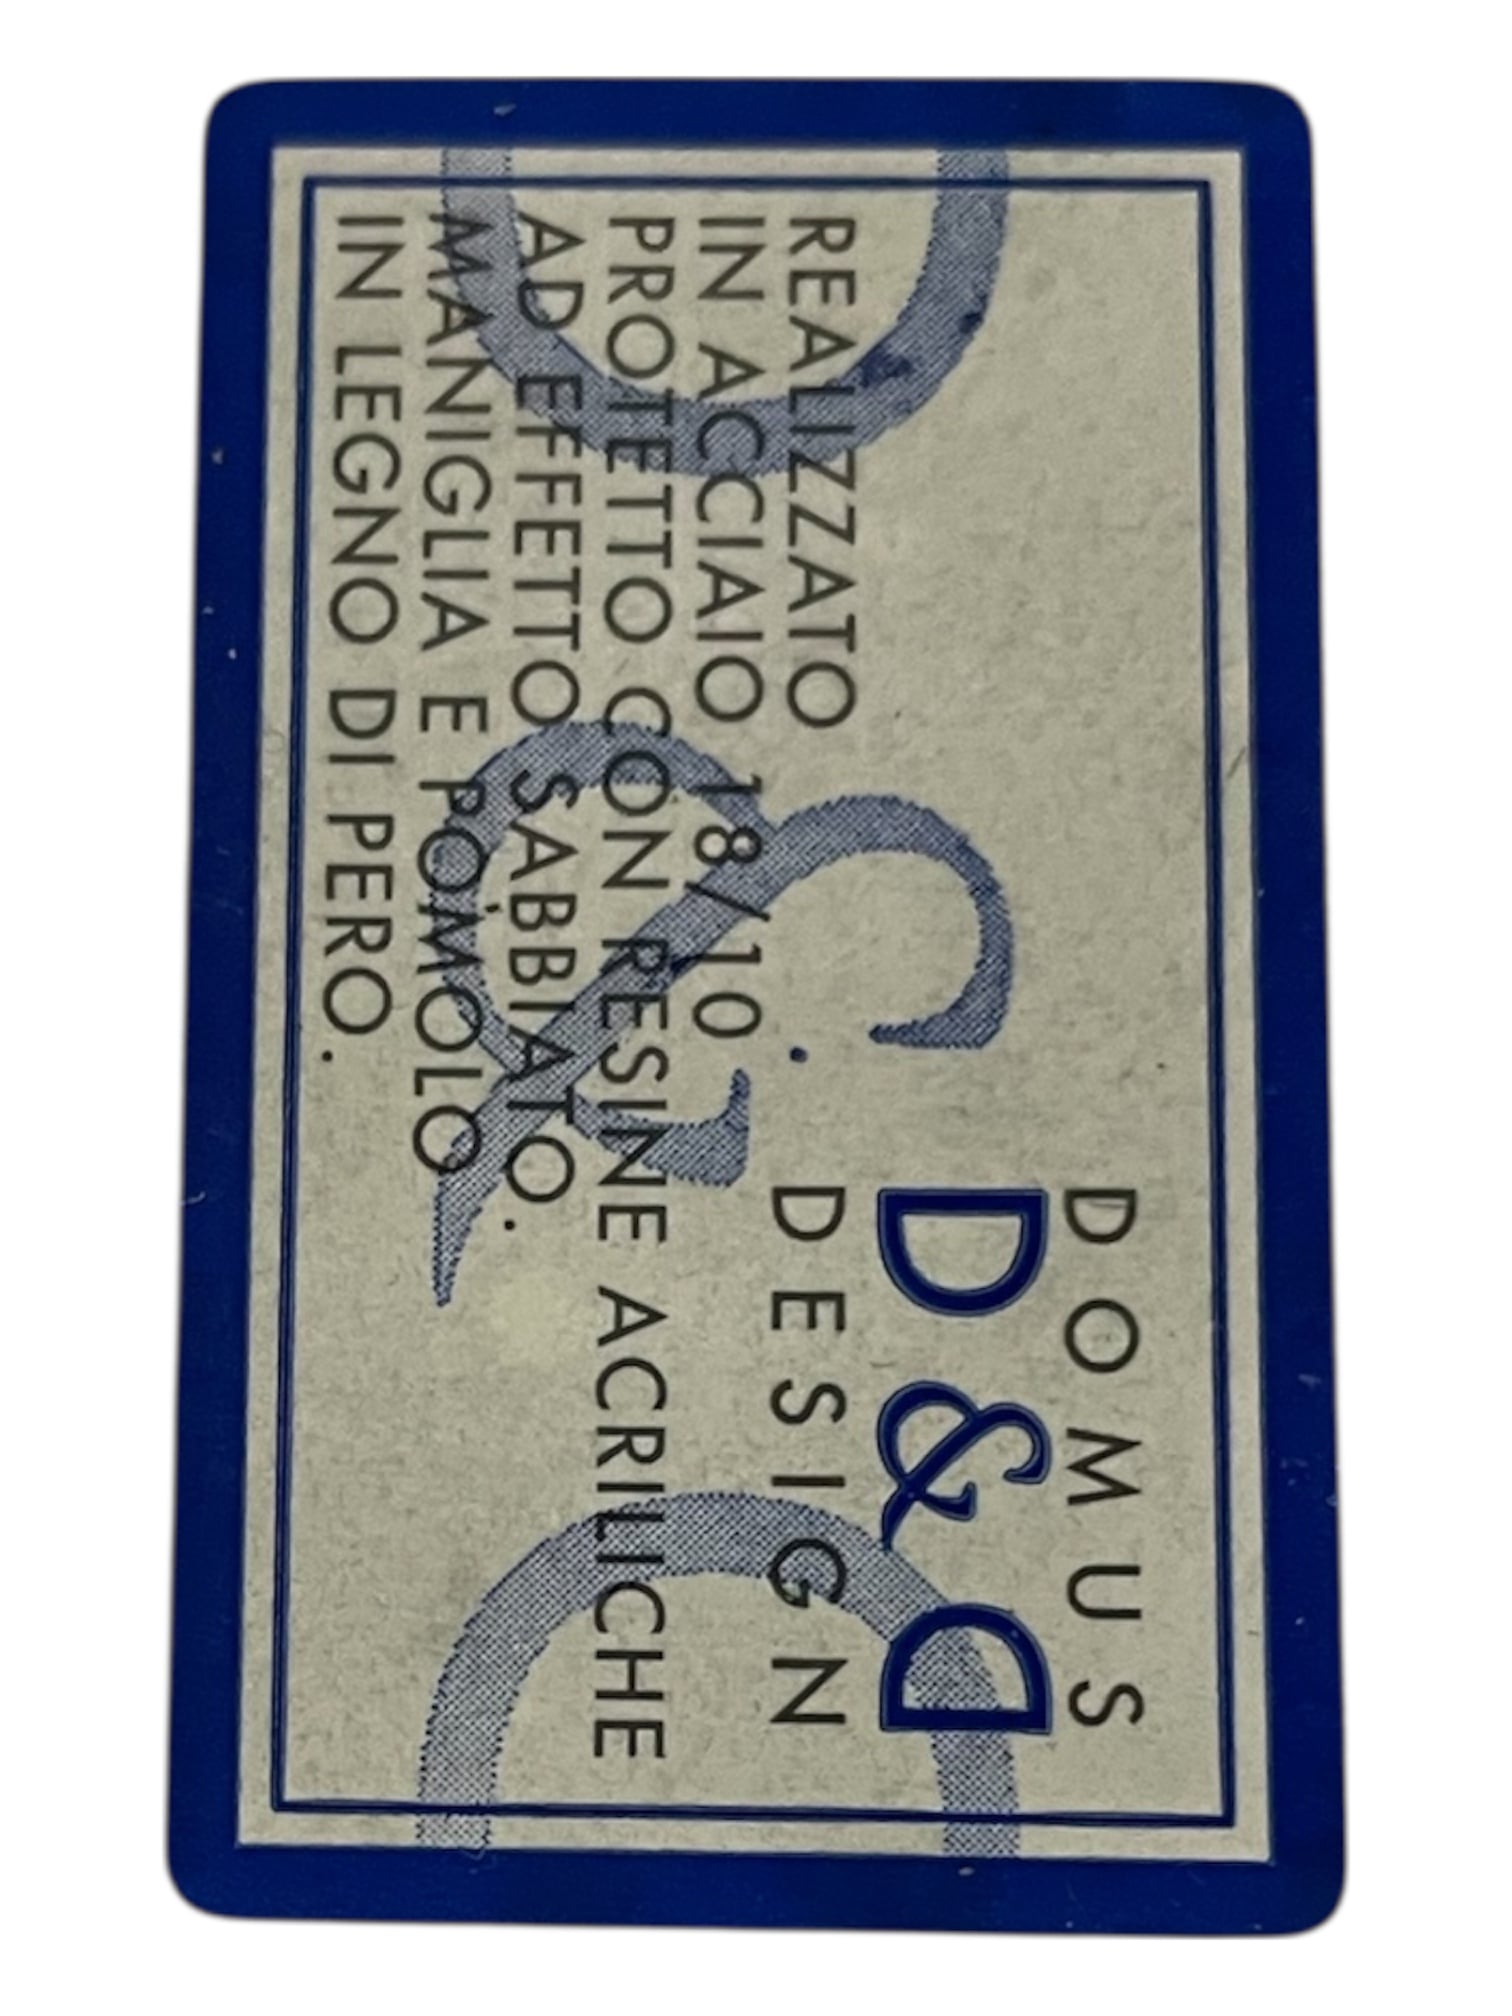 DOMUS
D&D
DESIGN
REALIZZATO
IN ACCIAIO 18/10.
PROTETTO CON RESINE ACRILICHE
AD EFFETTO SABBIATO.
MANIGLIA E POMOLO
IN LEGNO DI PERO.